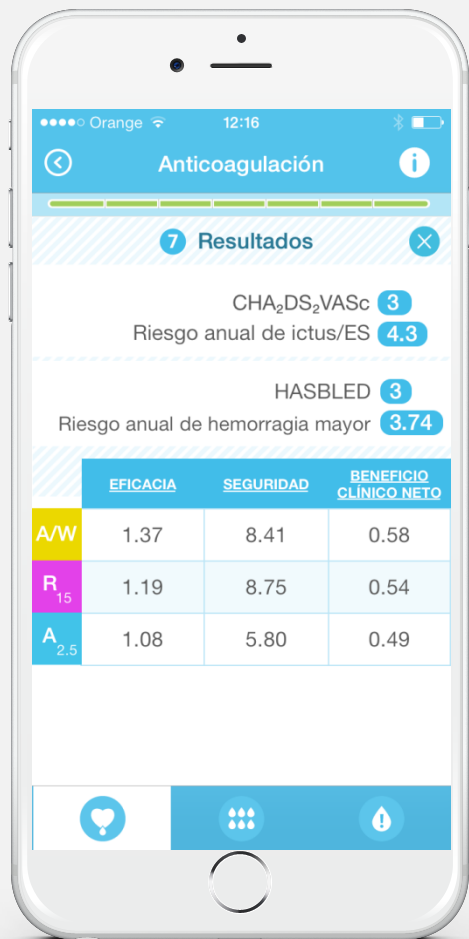 Orange 12:16
Anticoagulación i
7 Resultados
CHA₂DS₂VASc 3
Riesgo anual de ictus/ES 4.3
HASBLED 3
Riesgo anual de hemorragia mayor 3.74
EFICACIA SEGURIDAD BENEFICIO CLÍNICO NETO
A/W 1.37 8.41 0.58
R 15 1.19 8.75 0.54
A 2.5 1.08 5.80 0.49